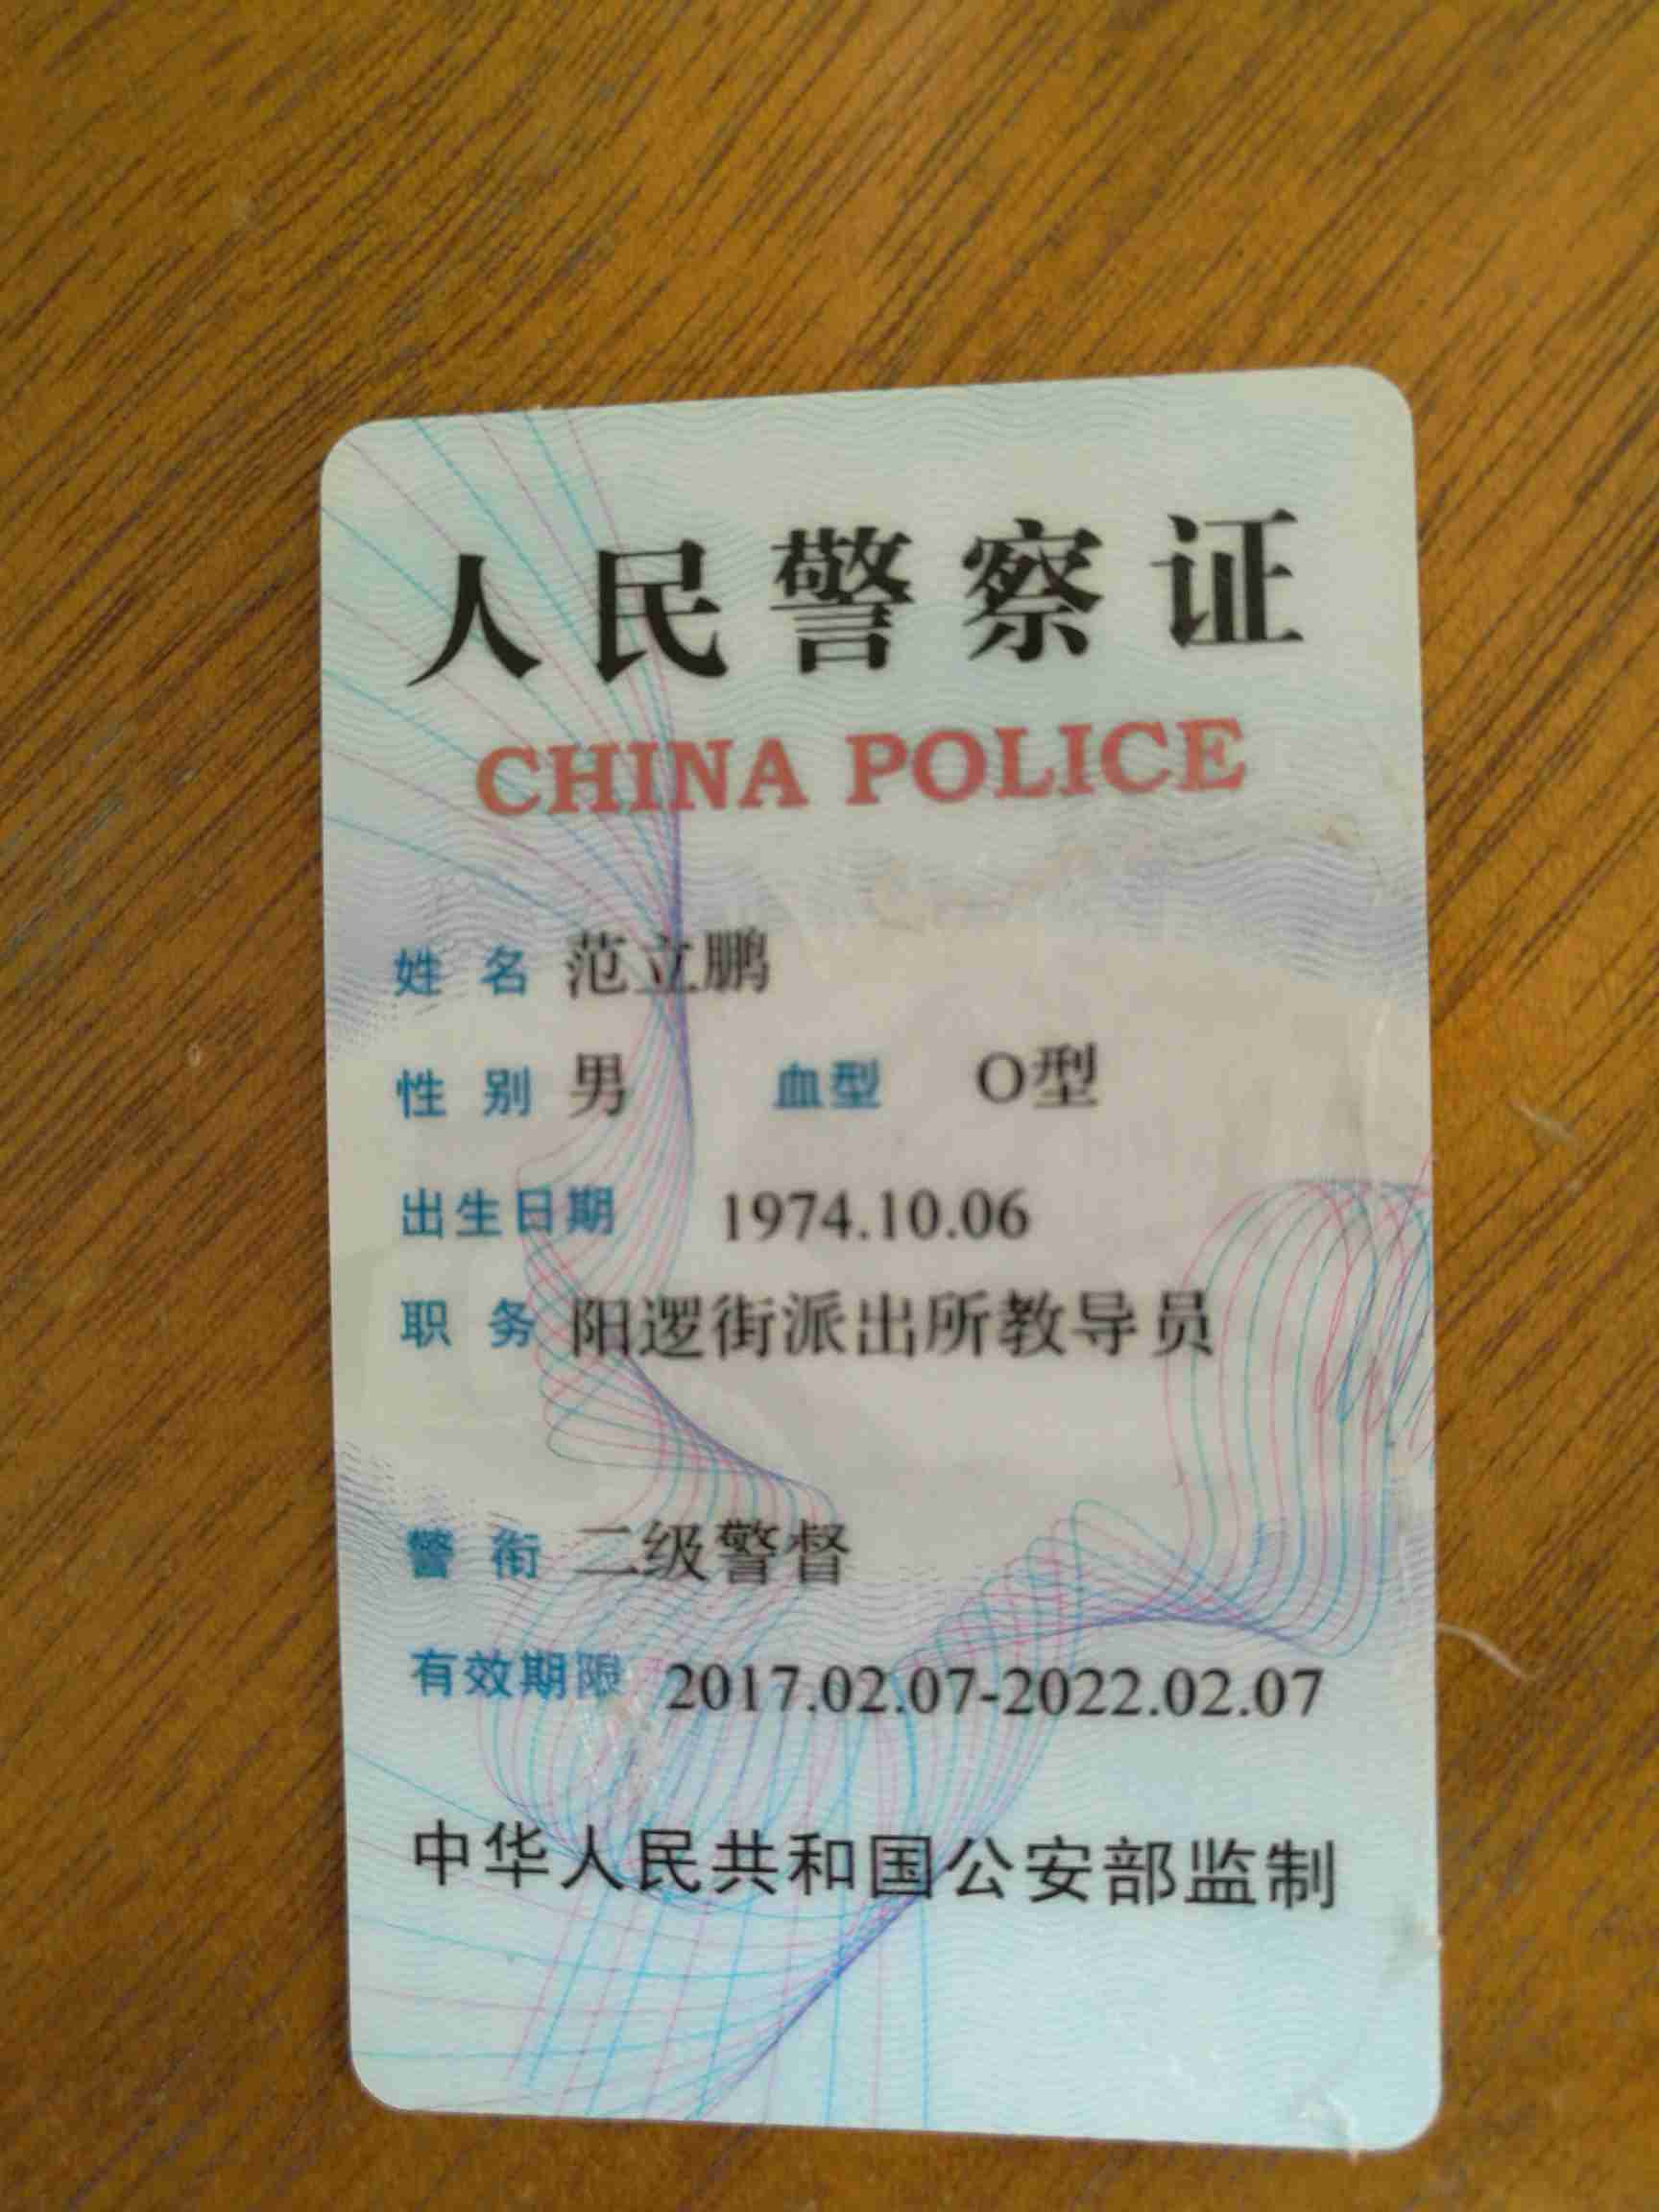 人民警察证
CHINA POLICE
姓名 范立鹏
性别 男 血型 O型
出生日期 1974.10.06
职务 阳逻街派出所教导员
警衔 二级警督
有效期限 2017.02.07-2022.02.07
中华人民共和国公安部监制